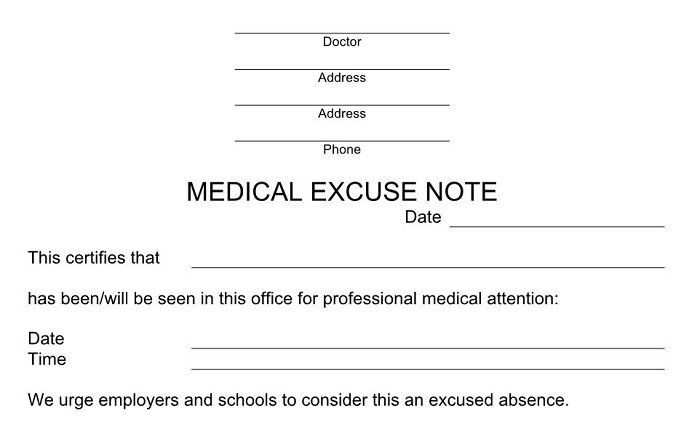 Doctor
Address
Address
Phone
MEDICAL EXCUSE NOTE
Date
This certifies that
has been/will be seen in this office for professional medical attention:
Date
Time
We urge employers and schools to consider this an excused absence.